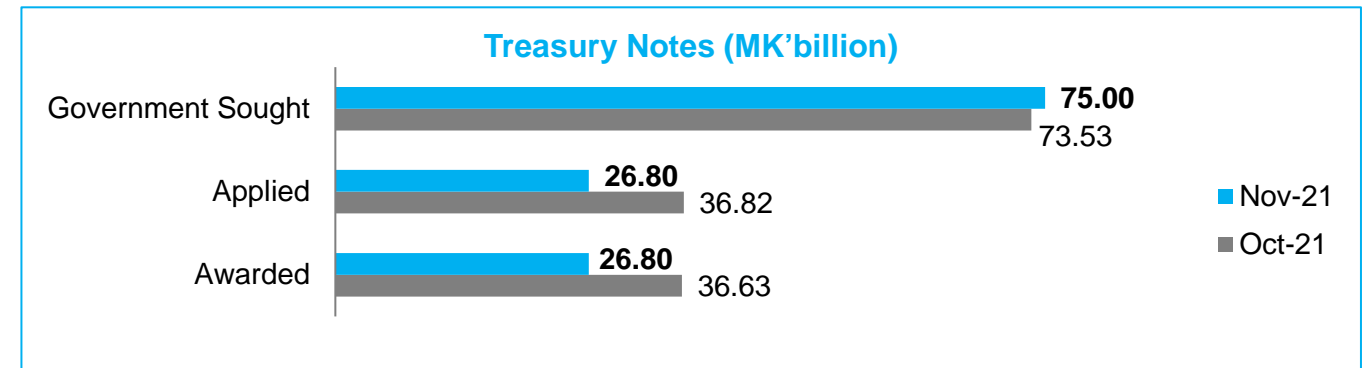 Treasury Notes (MK’billion)
Government Sought
75.00
73.53
Applied
26.80
36.82
Awarded
26.80
36.63
Nov-21
Oct-21